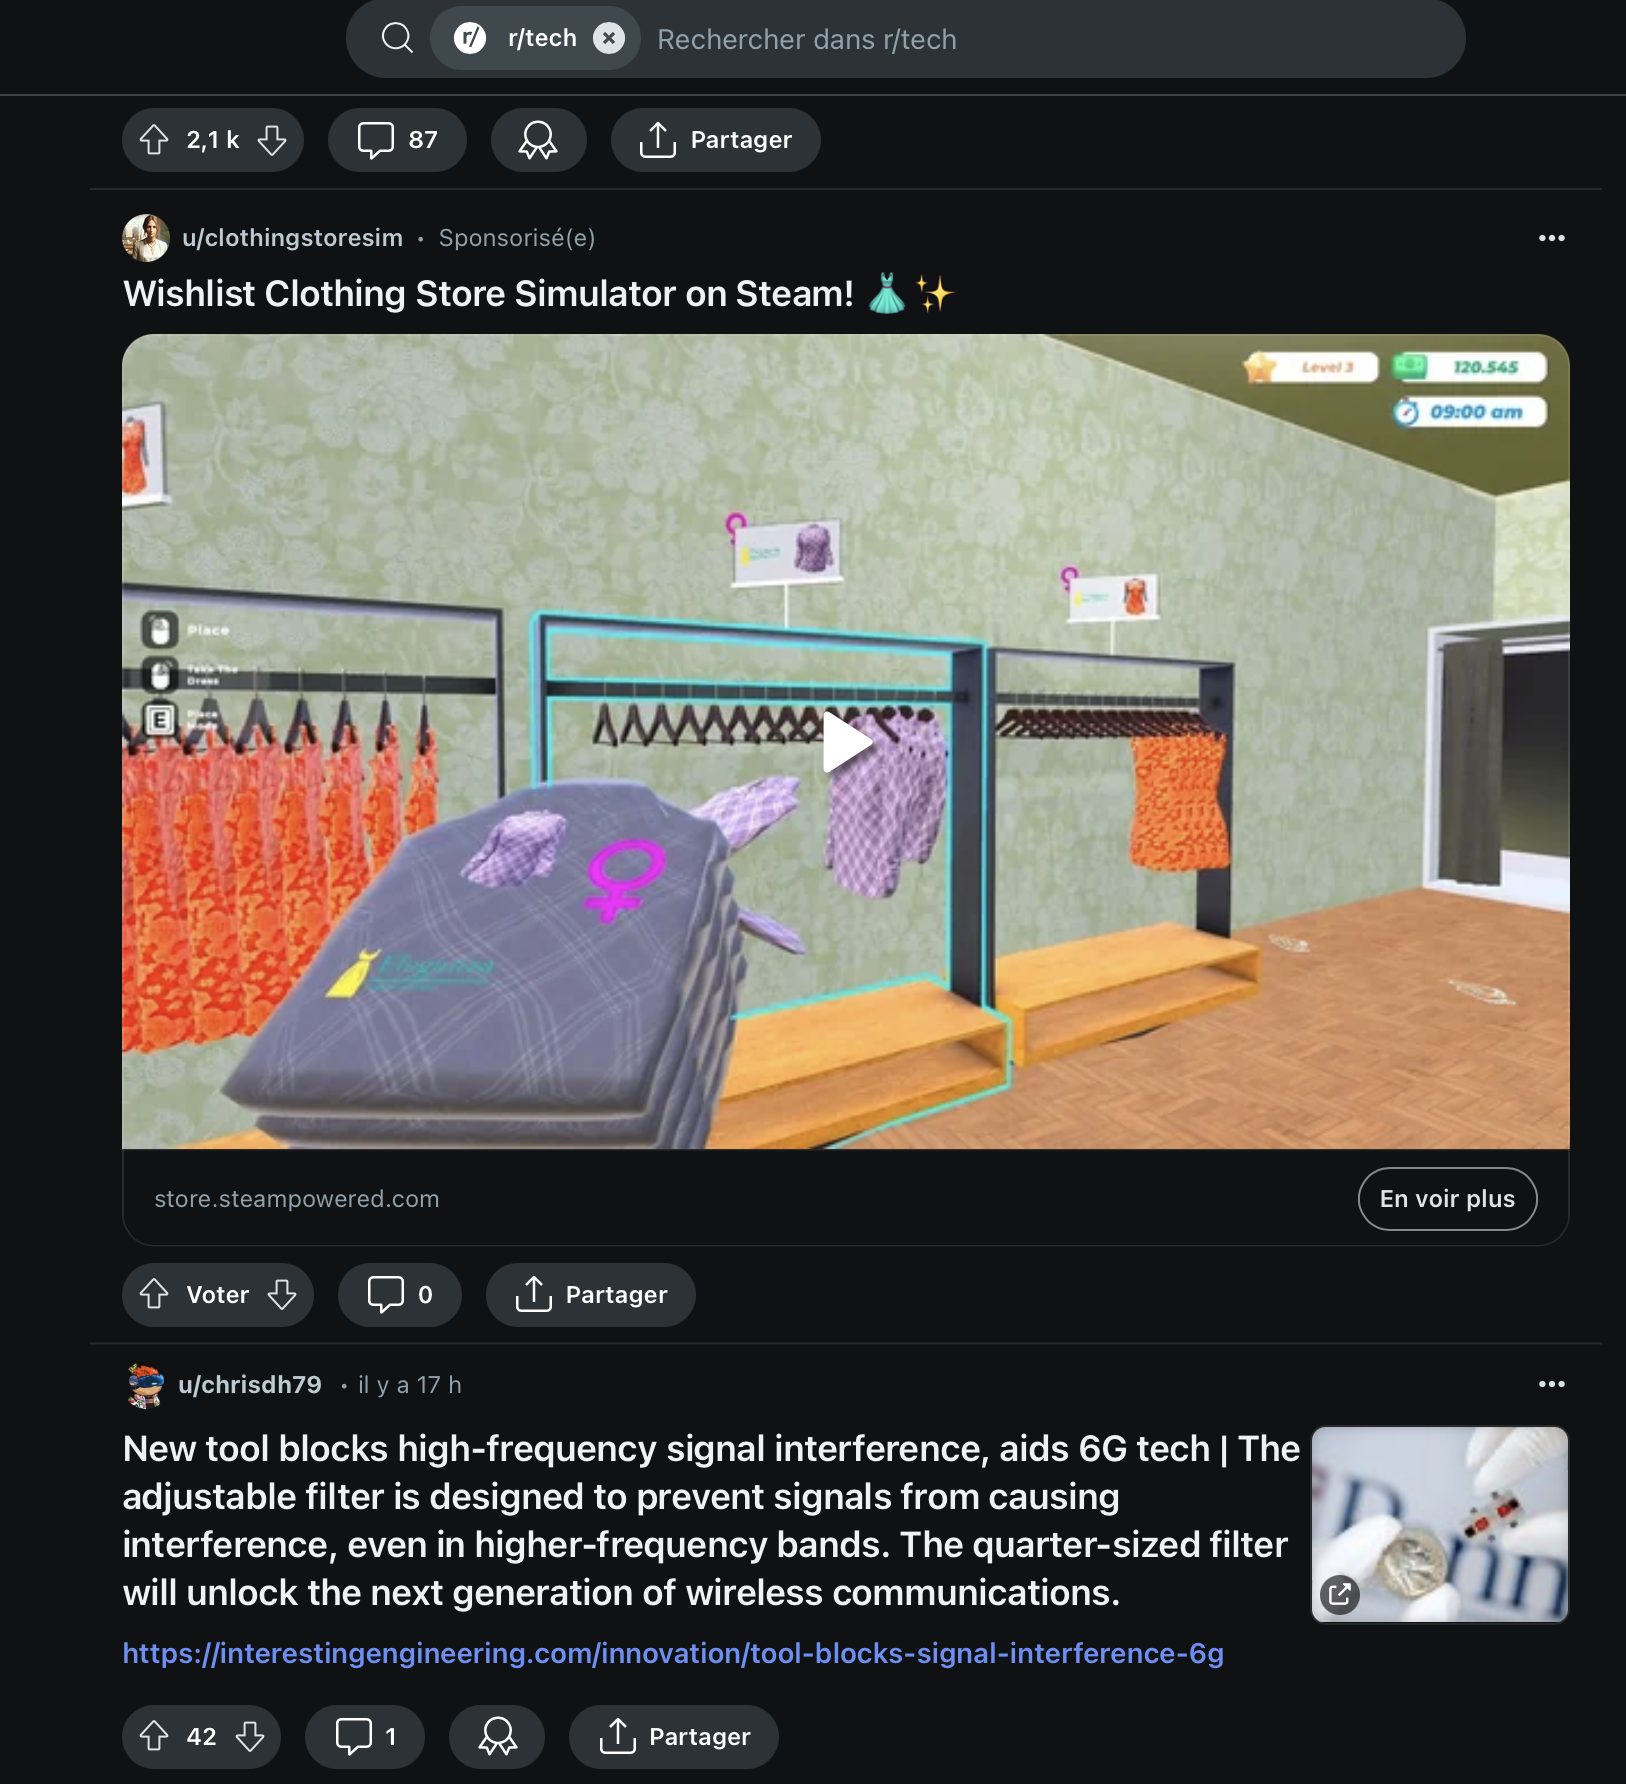 r/ r/tech Rechercher dans r/tech
2,1 k 87 Partager
u/clothingstoresim • Sponsorisé(e)
Wishlist Clothing Store Simulator on Steam! 👗✨
Level 3 120.545
09:00 am
Place
Take The
Dress
E Place
store.steampowered.com En voir plus
Voter 0 Partager
u/chrisdh79 • il y a 17 h
New tool blocks high-frequency signal interference, aids 6G tech | The
adjustable filter is designed to prevent signals from causing
interference, even in higher-frequency bands. The quarter-sized filter
will unlock the next generation of wireless communications.
https://interestingengineering.com/innovation/tool-blocks-signal-interference-6g
42 1 Partager